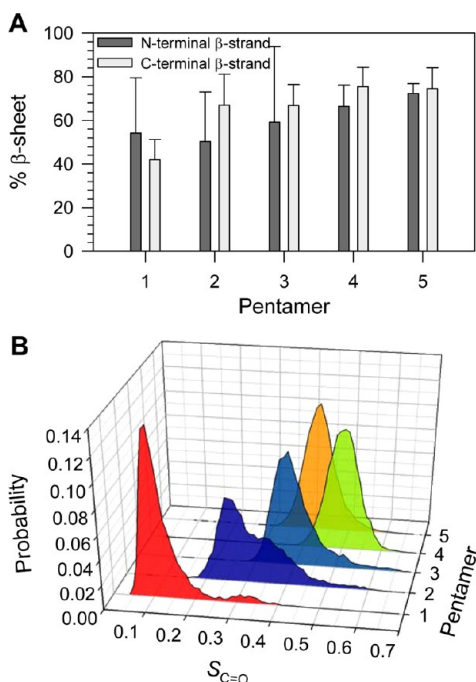 A
N-terminal β-strand
C-terminal β-strand
100
80
60
40
20
0
% β-sheet
1 2 3 4 5
Pentamer
B
0.14
0.12
0.10
0.08
0.06
0.04
0.02
0.00
Probability
0.1 0.2 0.3 0.4 0.5 0.6 0.7
S_C=O
5
4
3
2
1
Pentamer